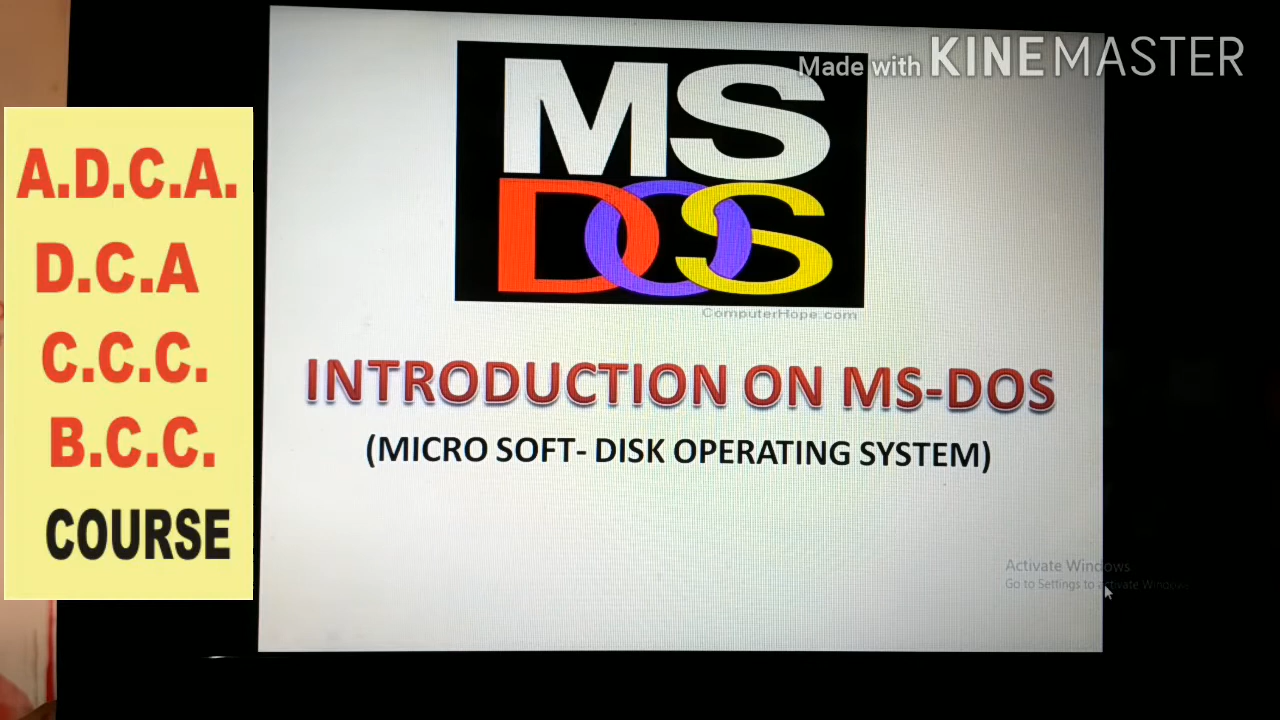 Made with KINEMASTER
MS
DOS
ComputerHope.com
A.D.C.A.
D.C.A
C.C.C.
B.C.C.
COURSE
INTRODUCTION ON MS-DOS
(MICRO SOFT- DISK OPERATING SYSTEM)
Activate Windows
Go to Settings to activate Windows.